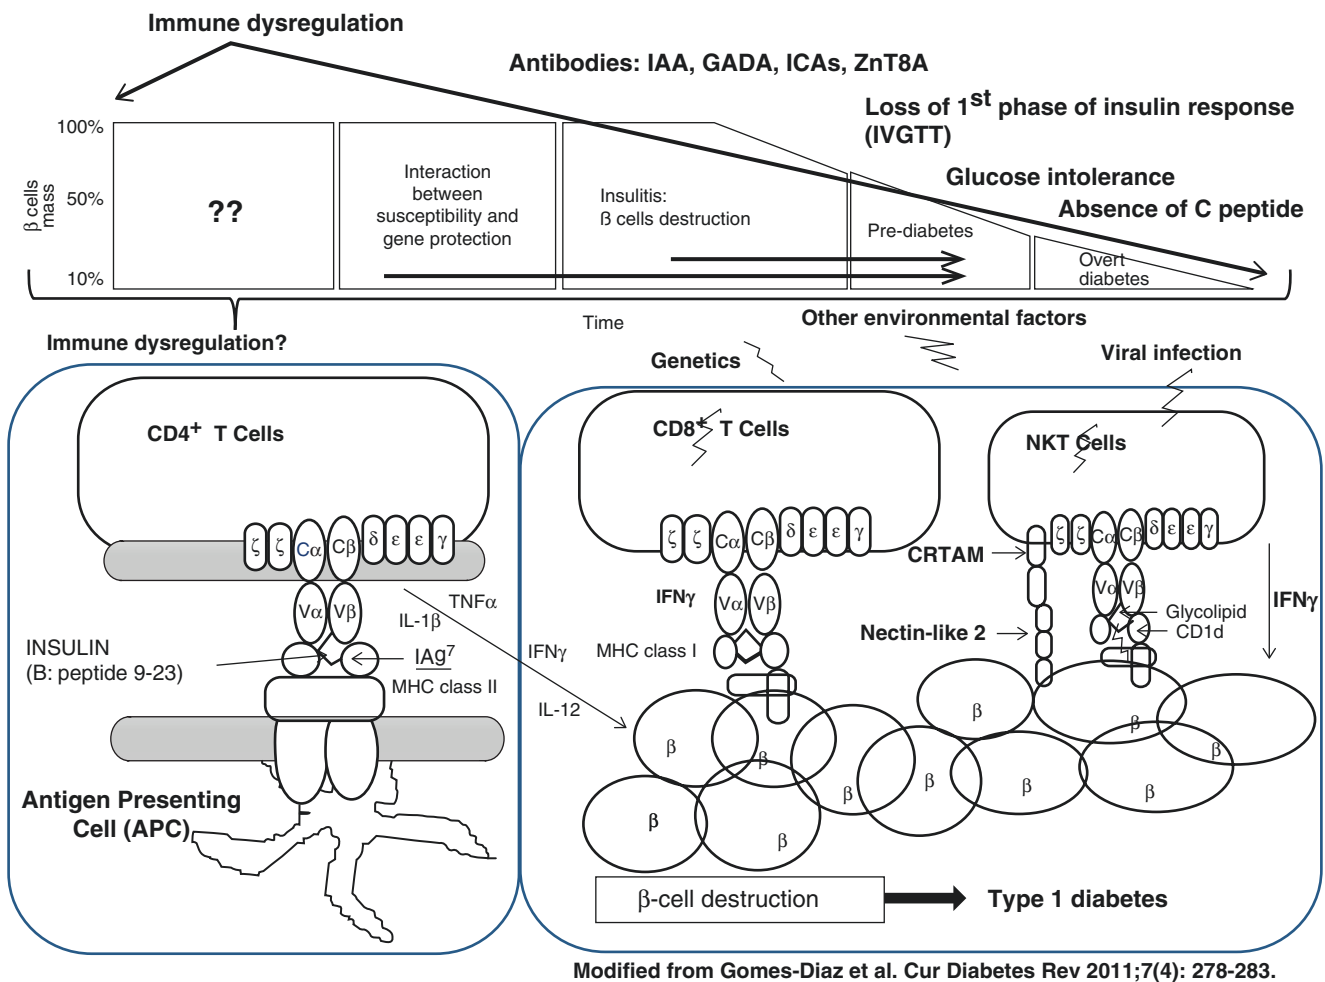 Immune dysregulation
Antibodies: IAA, GADA, ICAs, ZnT8A
Loss of 1st phase of insulin response
(IVGTT)
Glucose intolerance
Absence of C peptide
β cells
mass
100%
50%
10%
??
Interaction
between
susceptibility and
gene protection
Insulitis:
ß cells destruction
Pre-diabetes
Overt
diabetes
Time
Other environmental factors
Immune dysregulation?
Genetics
Viral infection
CD4+ T Cells
ζ ζ Cα Cβ δ ε ε γ
Vα Vβ
TNFα
IL-1β
IFNγ
IL-12
INSULIN
(B: peptide 9-23)
IAg7
MHC class II
Antigen Presenting
Cell (APC)
CD8+ T Cells
ζ ζ Cα Cβ δ ε ε γ
IFNγ
Vα Vβ
MHC class I
NKT Cells
ζ ζ Cα Cβ δ ε ε γ
CRTAM
Vα Vβ
Nectin-like 2
Glycolipid
CD1d
IFNγ
β
β
β
β
β
β
β
β
β
β
β
β-cell destruction
Type 1 diabetes
Modified from Gomes-Diaz et al. Cur Diabetes Rev 2011;7(4): 278-283.